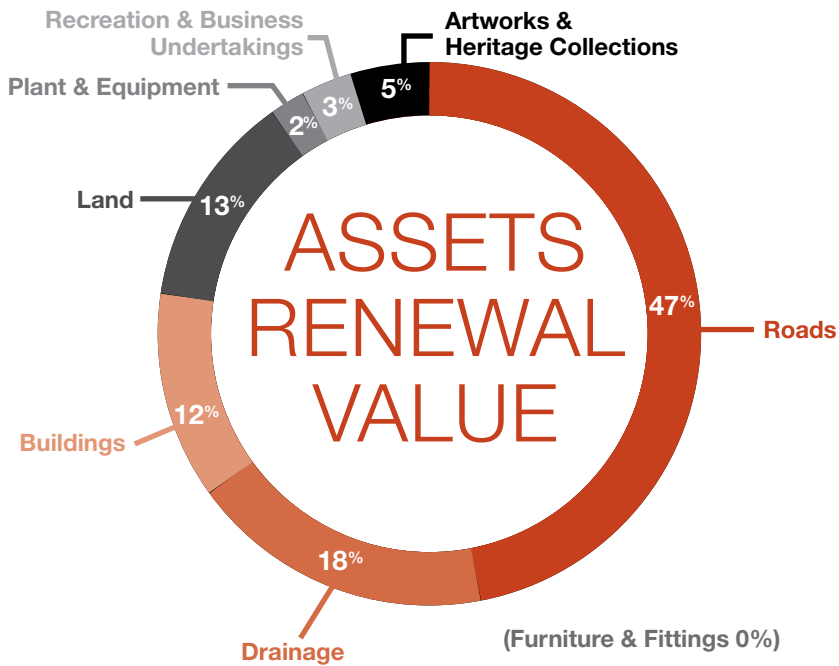 Recreation & Business
Undertakings
Artworks &
Heritage Collections
Plant & Equipment
5%
3%
2%
Land
13%
ASSETS
RENEWAL
VALUE
47%
Roads
12%
Buildings
18%
Drainage
(Furniture & Fittings 0%)